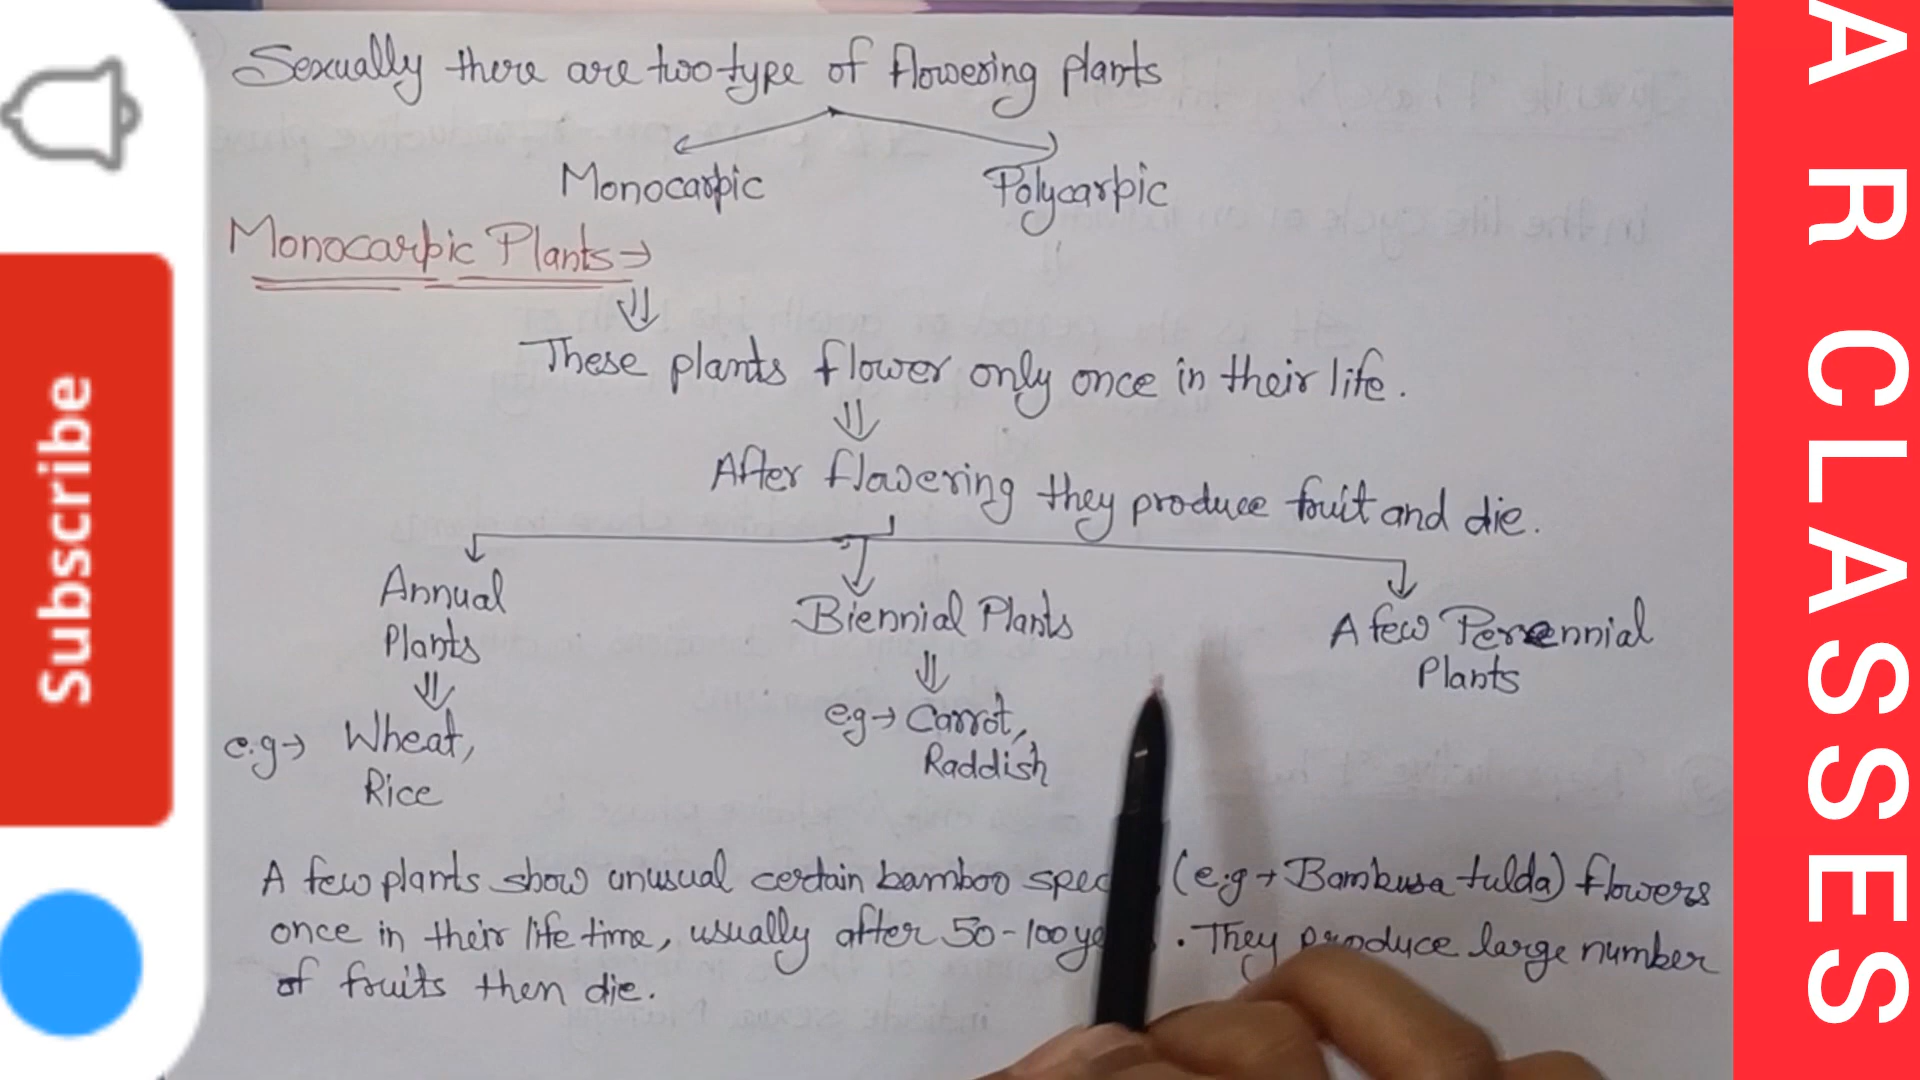 Sexually there are two type of flowering plants
Monocarpic
Polycarpic
Monocarpic Plants→
These plants flower only once in their life.
After flowering they produce fruit and die.
Annual
Plants
Biennial Plants
A few Perennial
Plants
e.g→ Wheat,
Rice
e.g→ Carrot,
Raddish
A few plants show unusual certain bamboo (e.g→ Bambusa tulda) flowers
once in their life time, usually after 50-100 . They produce large number
of fruits then die.
Subscribe
A R CLASSES